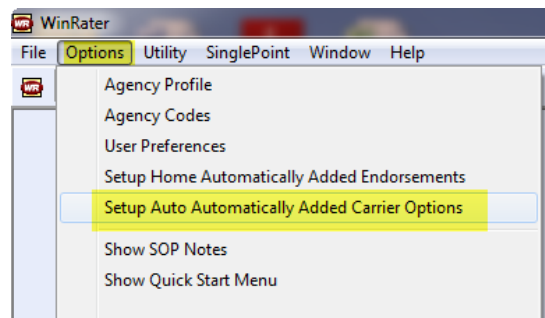 WR WinRater
File Options Utility SinglePoint Window Help
WR
Agency Profile
Agency Codes
User Preferences
Setup Home Automatically Added Endorsements
Setup Auto Automatically Added Carrier Options
Show SOP Notes
Show Quick Start Menu